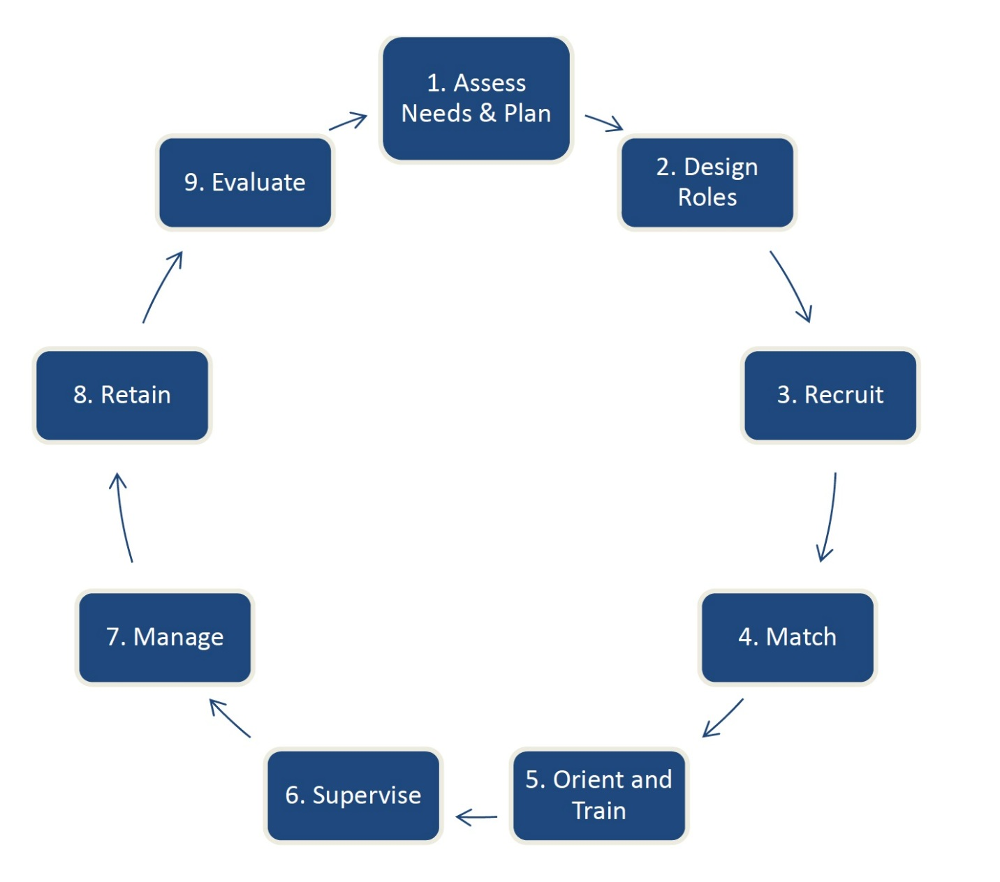 1. Assess
Needs & Plan
2. Design
Roles
3. Recruit
4. Match
5. Orient and
Train
6. Supervise
7. Manage
8. Retain
9. Evaluate